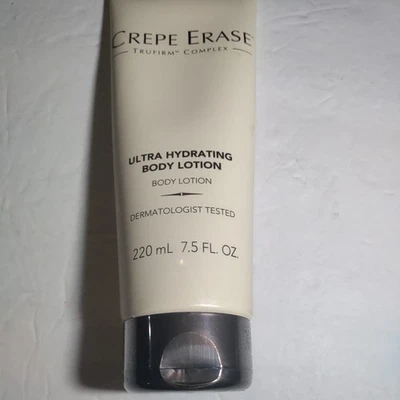 CREPE ERASE®
TRUFIRM™ COMPLEX
ULTRA HYDRATING
BODY LOTION
BODY LOTION
DERMATOLOGIST TESTED
220 mL 7.5 FL. OZ.